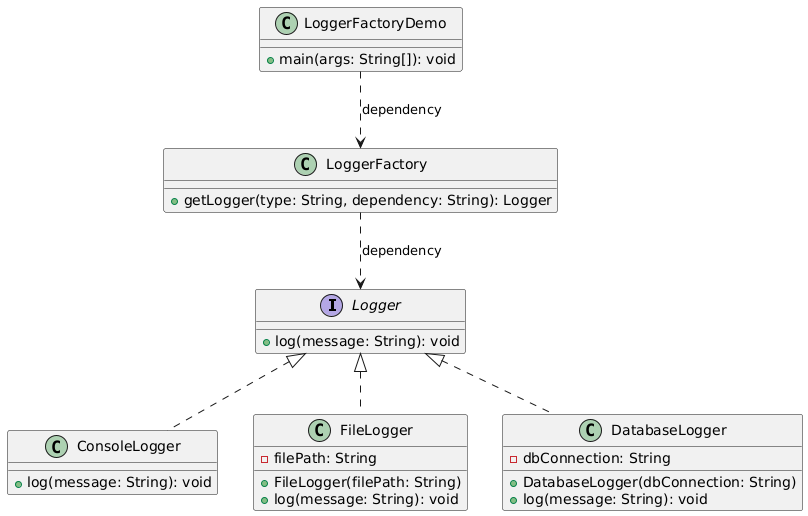 C LoggerFactoryDemo
main(args: String[]): void
dependency
C LoggerFactory
getLogger(type: String, dependency: String): Logger
dependency
I Logger
log(message: String): void
C ConsoleLogger
log(message: String): void
C FileLogger
filePath: String
FileLogger(filePath: String)
log(message: String): void
C DatabaseLogger
dbConnection: String
DatabaseLogger(dbConnection: String)
log(message: String): void